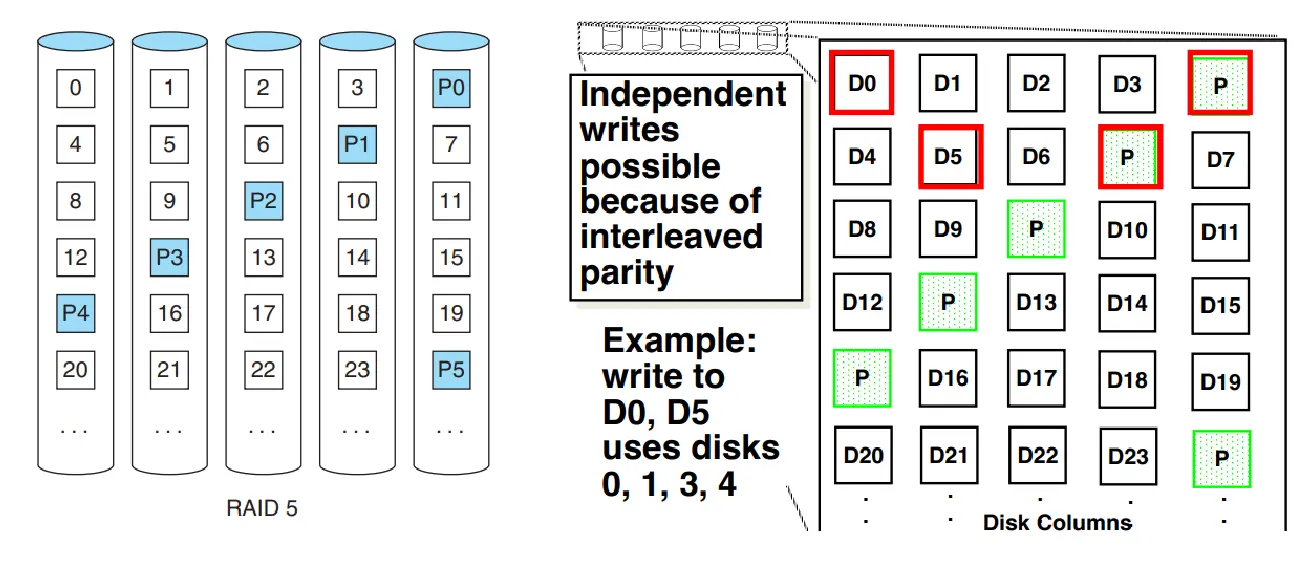 0 1 2 3 P0
4 5 6 P1 7
8 9 P2 10 11
12 P3 13 14 15
P4 16 17 18 19
20 21 22 23 P5
... ... ... ... ...
RAID 5
Independent
writes
possible
because of
interleaved
parity
Example:
write to
D0, D5
uses disks
0, 1, 3, 4
D0 D1 D2 D3 P
D4 D5 D6 P D7
D8 D9 P D10 D11
D12 P D13 D14 D15
P D16 D17 D18 D19
D20 D21 D22 D23 P
Disk Columns